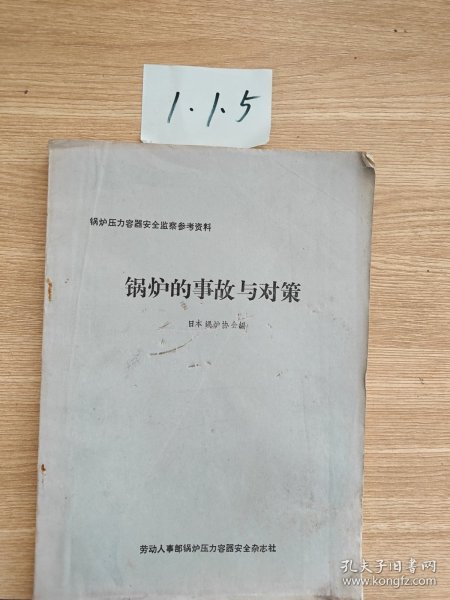 1.1.5
锅炉压力容器安全监察参考资料
锅炉的事故与对策
日本锅炉协会编
劳动人事部锅炉压力容器安全杂志社
孔夫子旧书网
www.kongfz.com